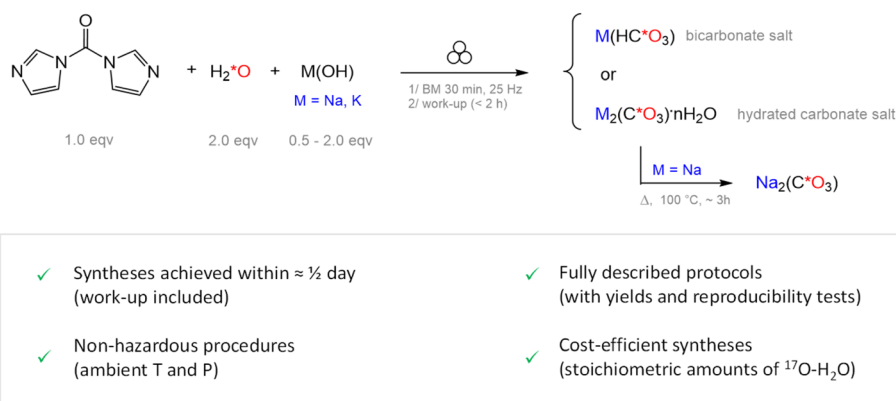 O
N
N
N
N
+ H₂*O + M(OH)
M = Na, K
1.0 eqv
2.0 eqv
0.5 - 2.0 eqv
1/ BM 30 min, 25 Hz
2/ work-up (< 2 h)
M(HC*O₃) bicarbonate salt
or
M₂(C*O₃)·nH₂O hydrated carbonate salt
M = Na
Δ, 100 °C, ~ 3h
Na₂(C*O₃)
✓ Syntheses achieved within ≈ ½ day
(work-up included)
✓ Non-hazardous procedures
(ambient T and P)
✓ Fully described protocols
(with yields and reproducibility tests)
✓ Cost-efficient syntheses
(stoichiometric amounts of ¹⁷O-H₂O)